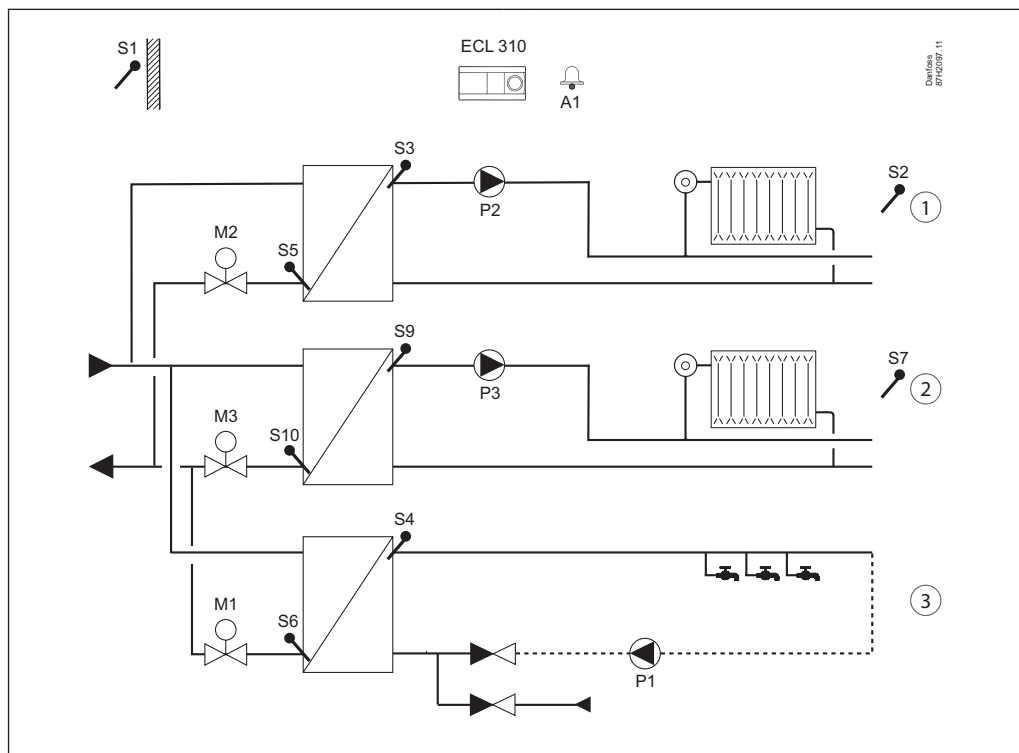 S1
ECL 310
A1
Danfoss
87H2097.11
S3
P2
S2
1
M2
S5
S9
P3
S7
2
M3
S10
S4
M1
S6
P1
3